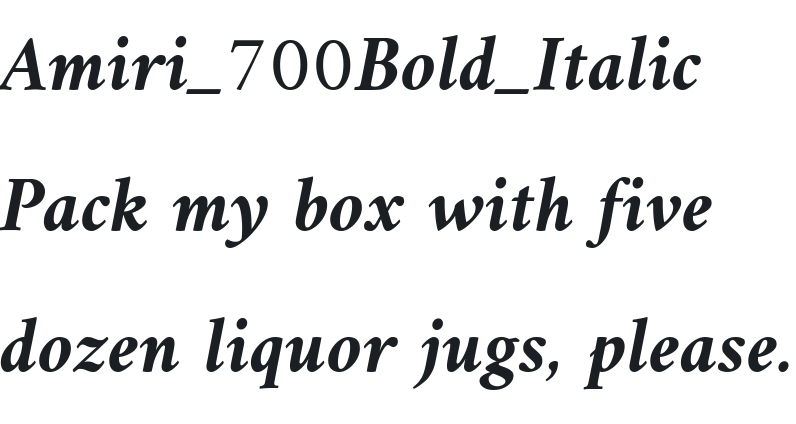 Amiri_700Bold_Italic
Pack my box with five
dozen liquor jugs, please.